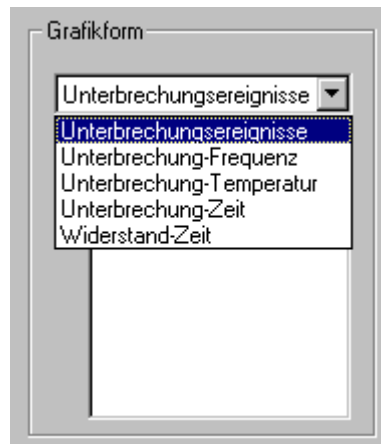 Grafikform
Unterbrechungsereignisse
Unterbrechungsereignisse
Unterbrechung-Frequenz
Unterbrechung-Temperatur
Unterbrechung-Zeit
Widerstand-Zeit